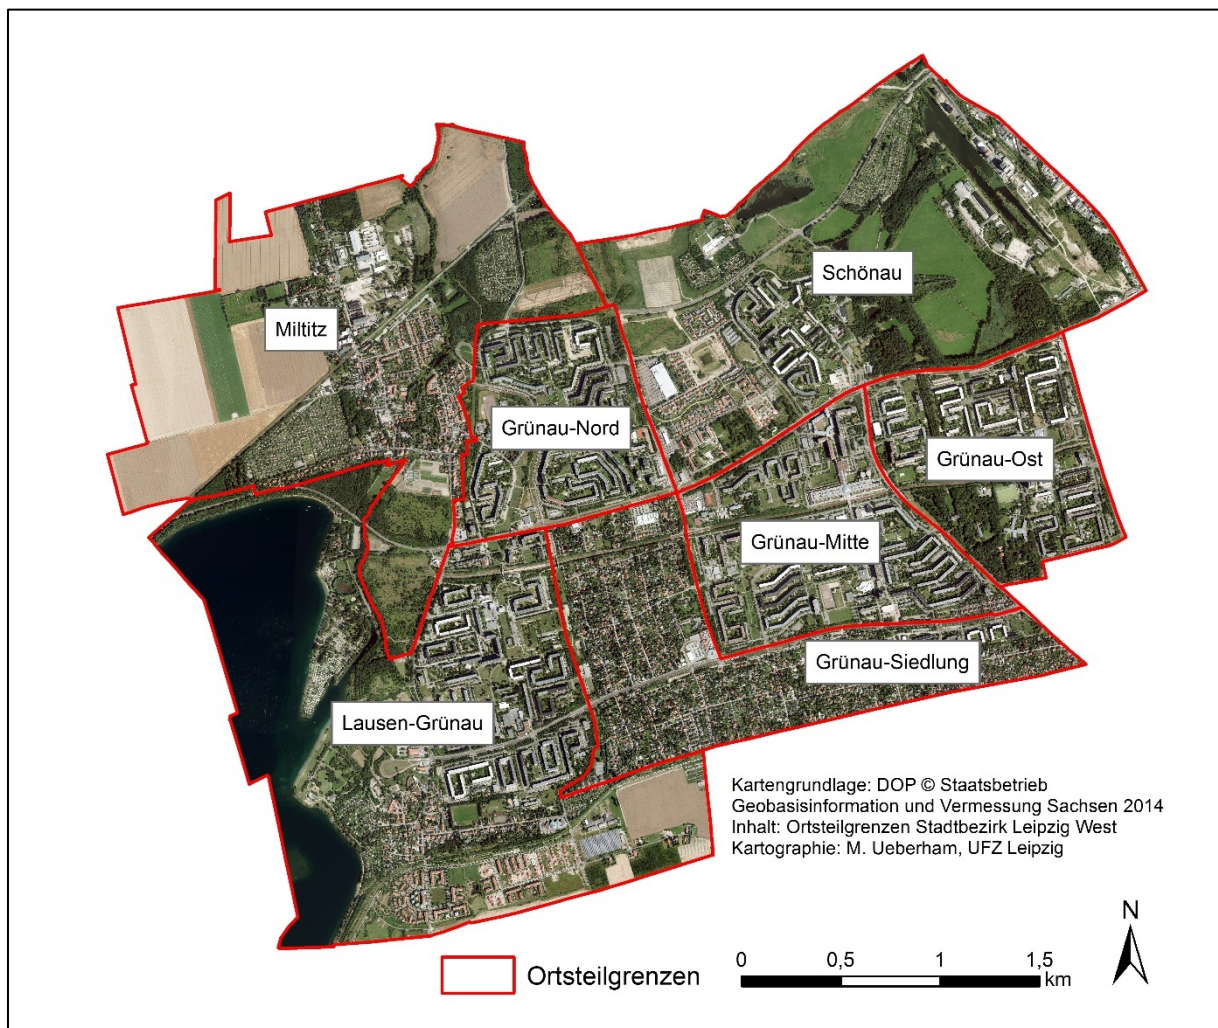 Schönau
Miltitz
Grünau-Nord
Grünau-Ost
Grünau-Mitte
Grünau-Siedlung
Lausen-Grünau
Kartengrundlage: DOP © Staatsbetrieb
Geobasisinformation und Vermessung Sachsen 2014
Inhalt: Ortsteilgrenzen Stadtbezirk Leipzig West
Kartographie: M. Ueberham, UFZ Leipzig
N
Ortsteilgrenzen
0 0,5 1 1,5
km